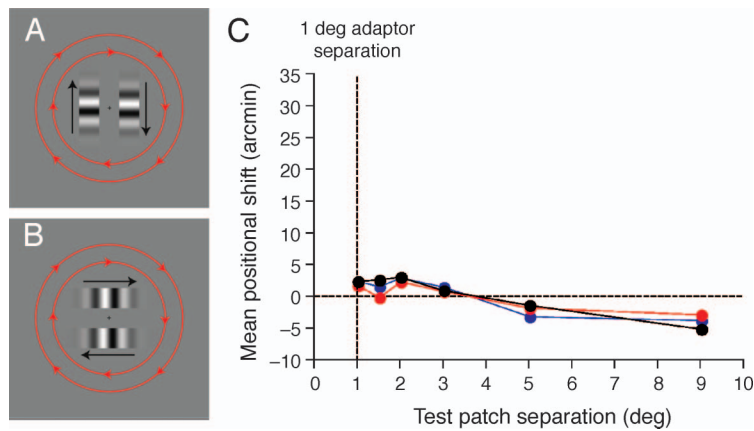 A
B
C
1 deg adaptor
separation
35
30
25
20
15
10
5
0
−5
−10
Mean positional shift (arcmin)
0 1 2 3 4 5 6 7 8 9 10
Test patch separation (deg)